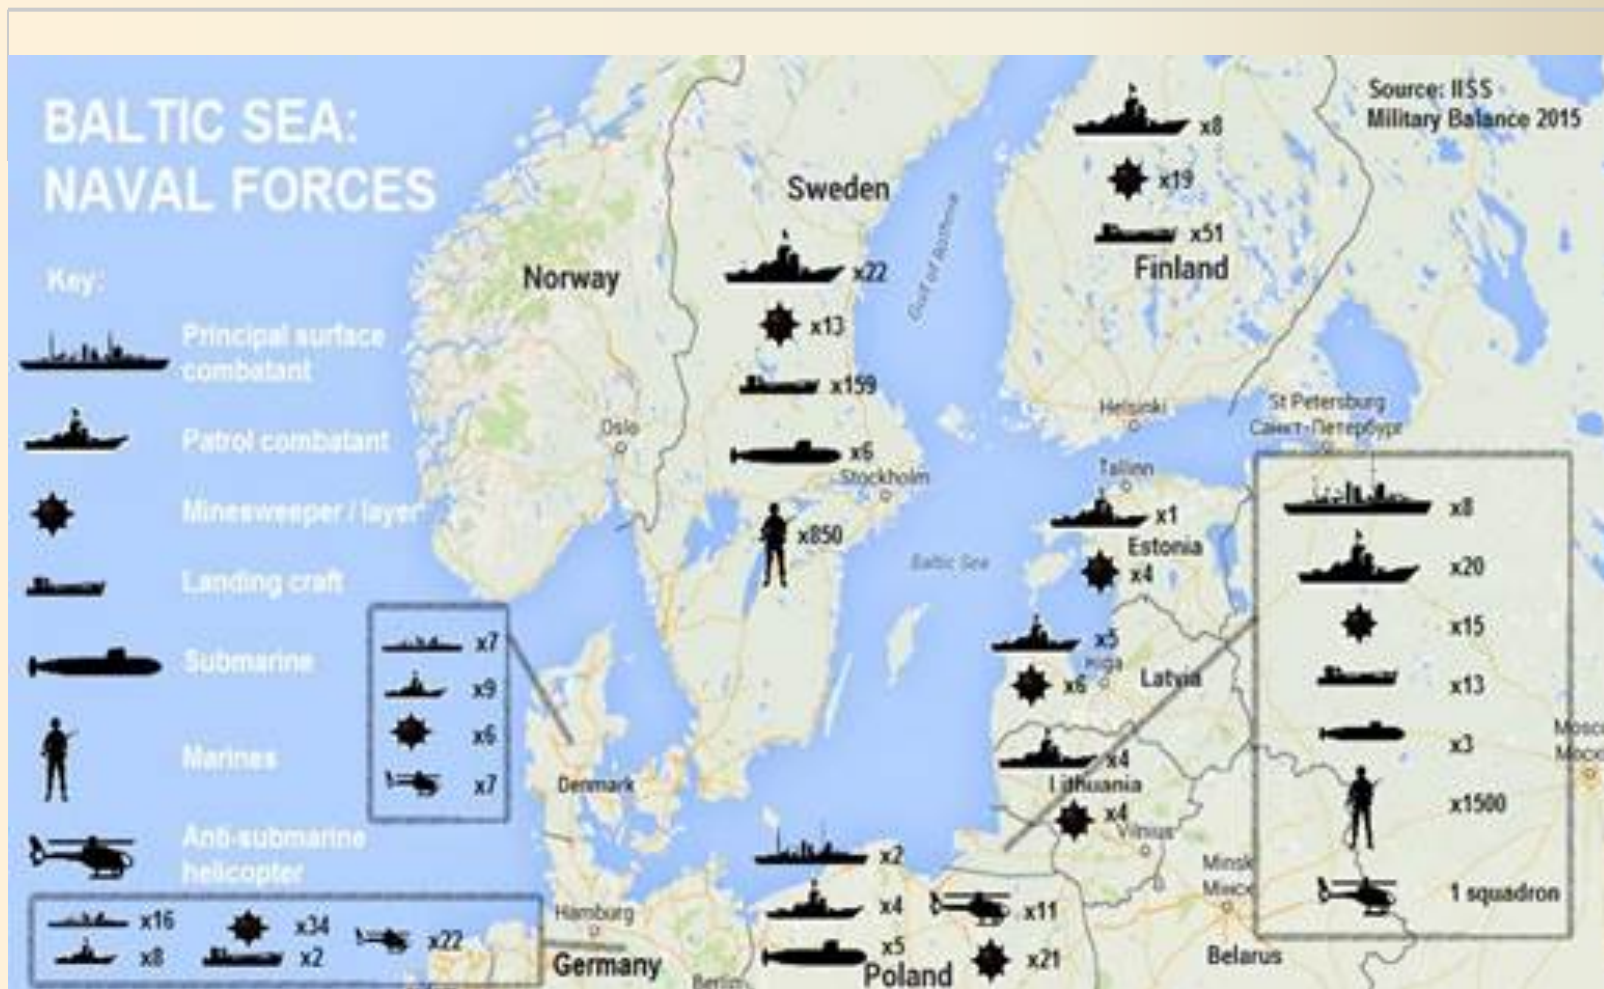 BALTIC SEA:
NAVAL FORCES
Source: IISS
Military Balance 2015
Key:
Principal surface
combatant
Patrol combatant
Minesweeper / layer
Landing craft
Submarine
Marines
Anti-submarine
helicopter
Norway
Oslo
Sweden
x22
x13
x159
x6
Stockholm
x850
Gulf of Bothnia
x8
x19
x51
Finland
Helsinki
St Petersburg
Санкт-Петербург
Tallinn
x1
Estonia
x4
Baltic Sea
x5
Riga
x6
Latvia
x4
Lithuania
x4
Vilnius
Minsk
Belarus
x8
x20
x15
x13
x3
x1500
1 squadron
x7
x9
x6
x7
Denmark
x16
x34
x22
x8
x2
Hamburg
Germany
Berlin
x2
x4
x11
x5
x21
Poland